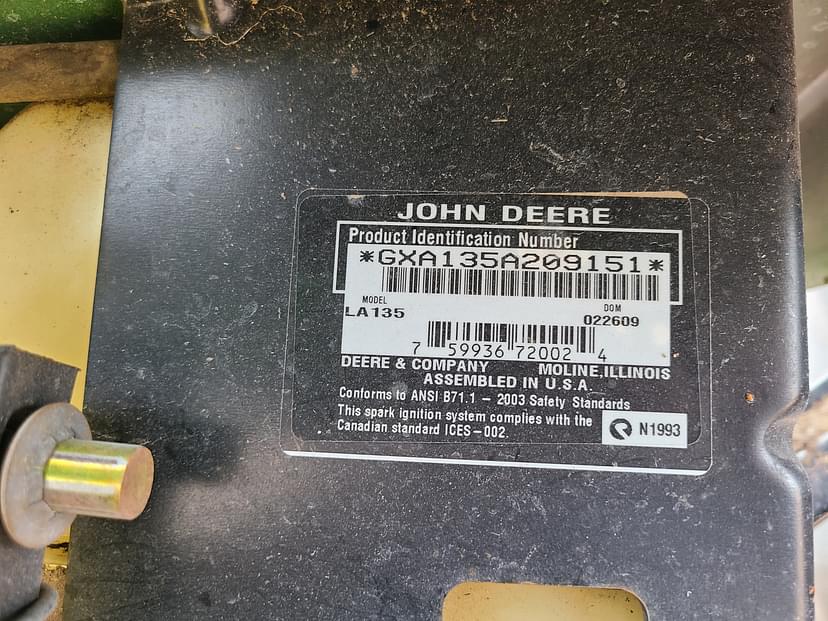 JOHN DEERE
Product Identification Number
*GXA135A209151*
MODEL DOM
LA135 022609
7 59936 72002 4
DEERE & COMPANY MOLINE, ILLINOIS
ASSEMBLED IN U.S.A.
Conforms to ANSI B71.1 – 2003 Safety Standards
This spark ignition system complies with the
Canadian standard ICES–002.
N1993